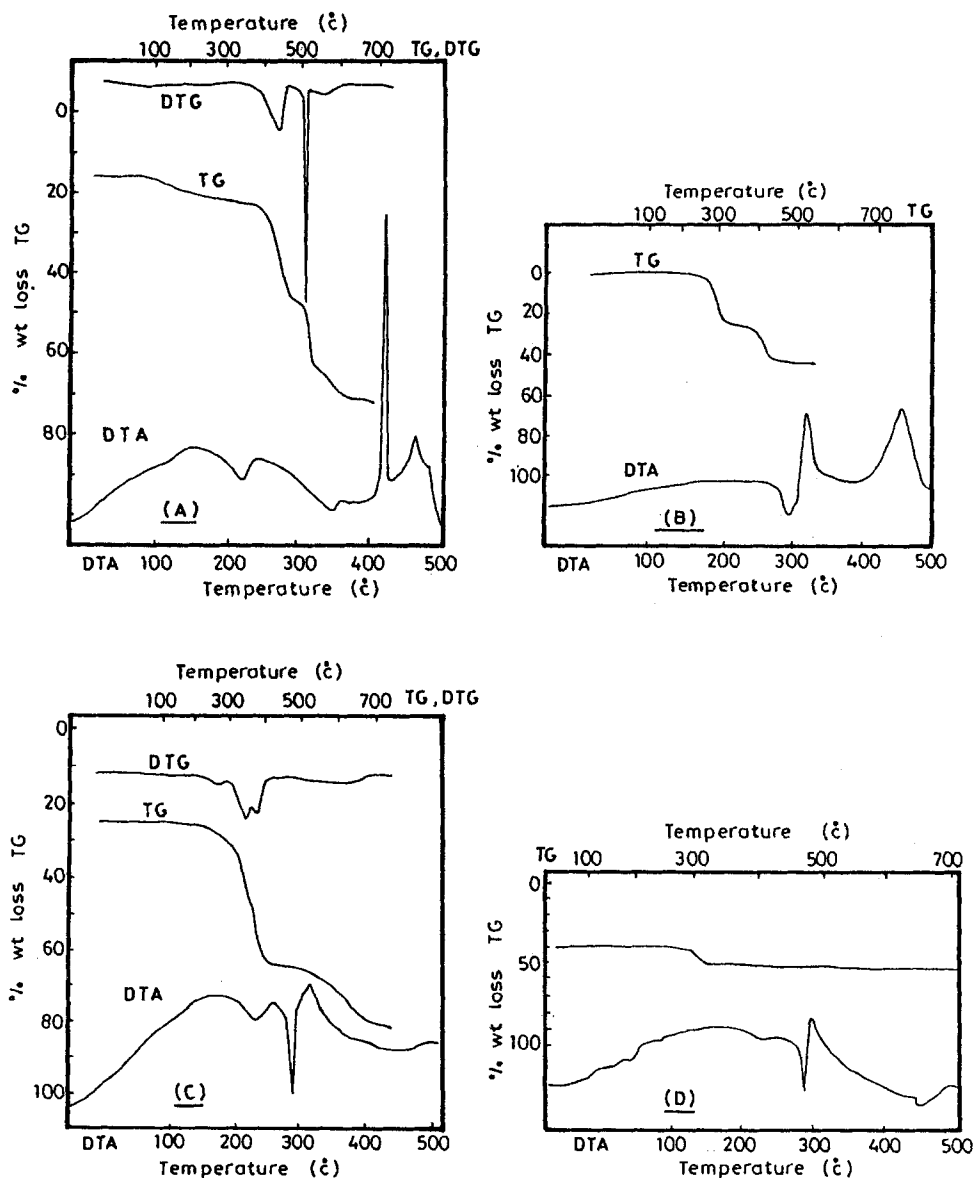 Temperature (°c)
100 300 500 700 TG, DTG
DTG
TG
DTA
(A)
% wt loss TG
0
20
40
60
80
DTA 100 200 300 400 500
Temperature (°c)
Temperature (°c)
100 300 500 700 TG
TG
DTA
(B)
% wt loss TG
0
20
40
60
80
100
DTA 100 200 300 400 500
Temperature (°c)
Temperature (°c)
100 300 500 700 TG, DTG
DTG
TG
DTA
(C)
% wt loss TG
0
20
40
60
80
100
DTA 100 200 300 400 500
Temperature (°c)
Temperature (°c)
TG 100 300 500 700
(D)
% wt loss TG
0
50
100
DTA 100 200 300 400 500
Temperature (°c)